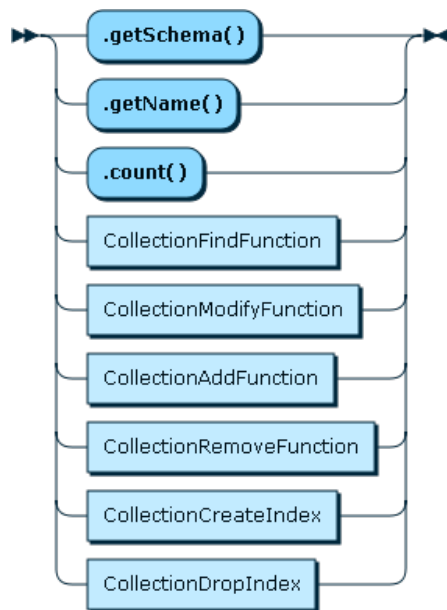 .getSchema()
.getName()
.count()
CollectionFindFunction
CollectionModifyFunction
CollectionAddFunction
CollectionRemoveFunction
CollectionCreateIndex
CollectionDropIndex